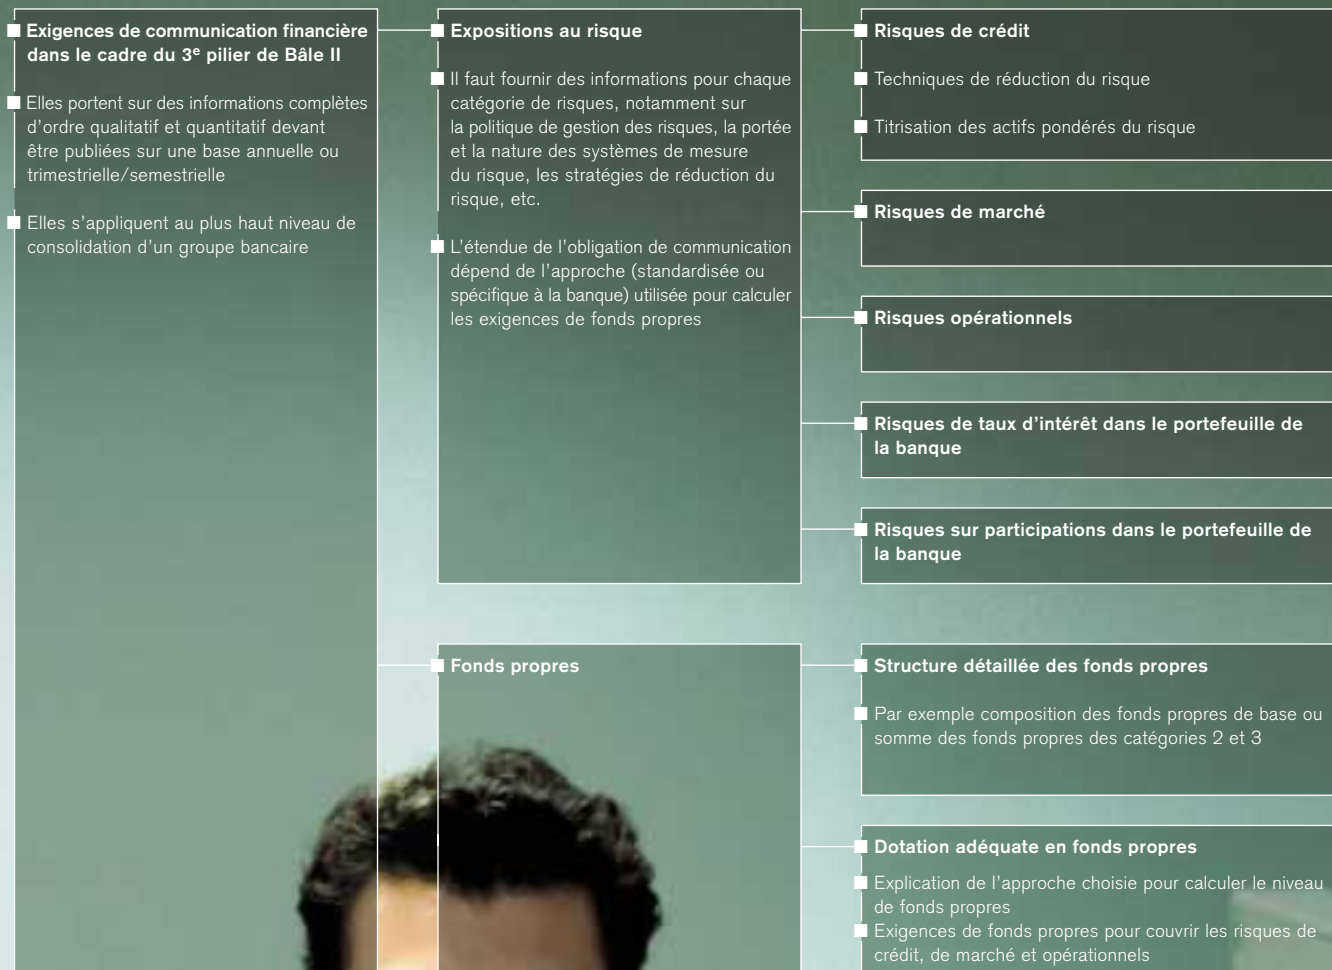 Exigences de communication financière
dans le cadre du 3e pilier de Bâle II
Elles portent sur des informations complètes
d’ordre qualitatif et quantitatif devant
être publiées sur une base annuelle ou
trimestrielle/semestrielle
Elles s’appliquent au plus haut niveau de
consolidation d’un groupe bancaire
Expositions au risque
Il faut fournir des informations pour chaque
catégorie de risques, notamment sur
la politique de gestion des risques, la portée
et la nature des systèmes de mesure
du risque, les stratégies de réduction du
risque, etc.
L’étendue de l’obligation de communication
dépend de l’approche (standardisée ou
spécifique à la banque) utilisée pour calculer
les exigences de fonds propres
Risques de crédit
Techniques de réduction du risque
Titrisation des actifs pondérés du risque
Risques de marché
Risques opérationnels
Risques de taux d’intérêt dans le portefeuille de
la banque
Risques sur participations dans le portefeuille de
la banque
Fonds propres
Structure détaillée des fonds propres
Par exemple composition des fonds propres de base ou
somme des fonds propres des catégories 2 et 3
Dotation adéquate en fonds propres
Explication de l’approche choisie pour calculer le niveau
de fonds propres
Exigences de fonds propres pour couvrir les risques de
crédit, de marché et opérationnels